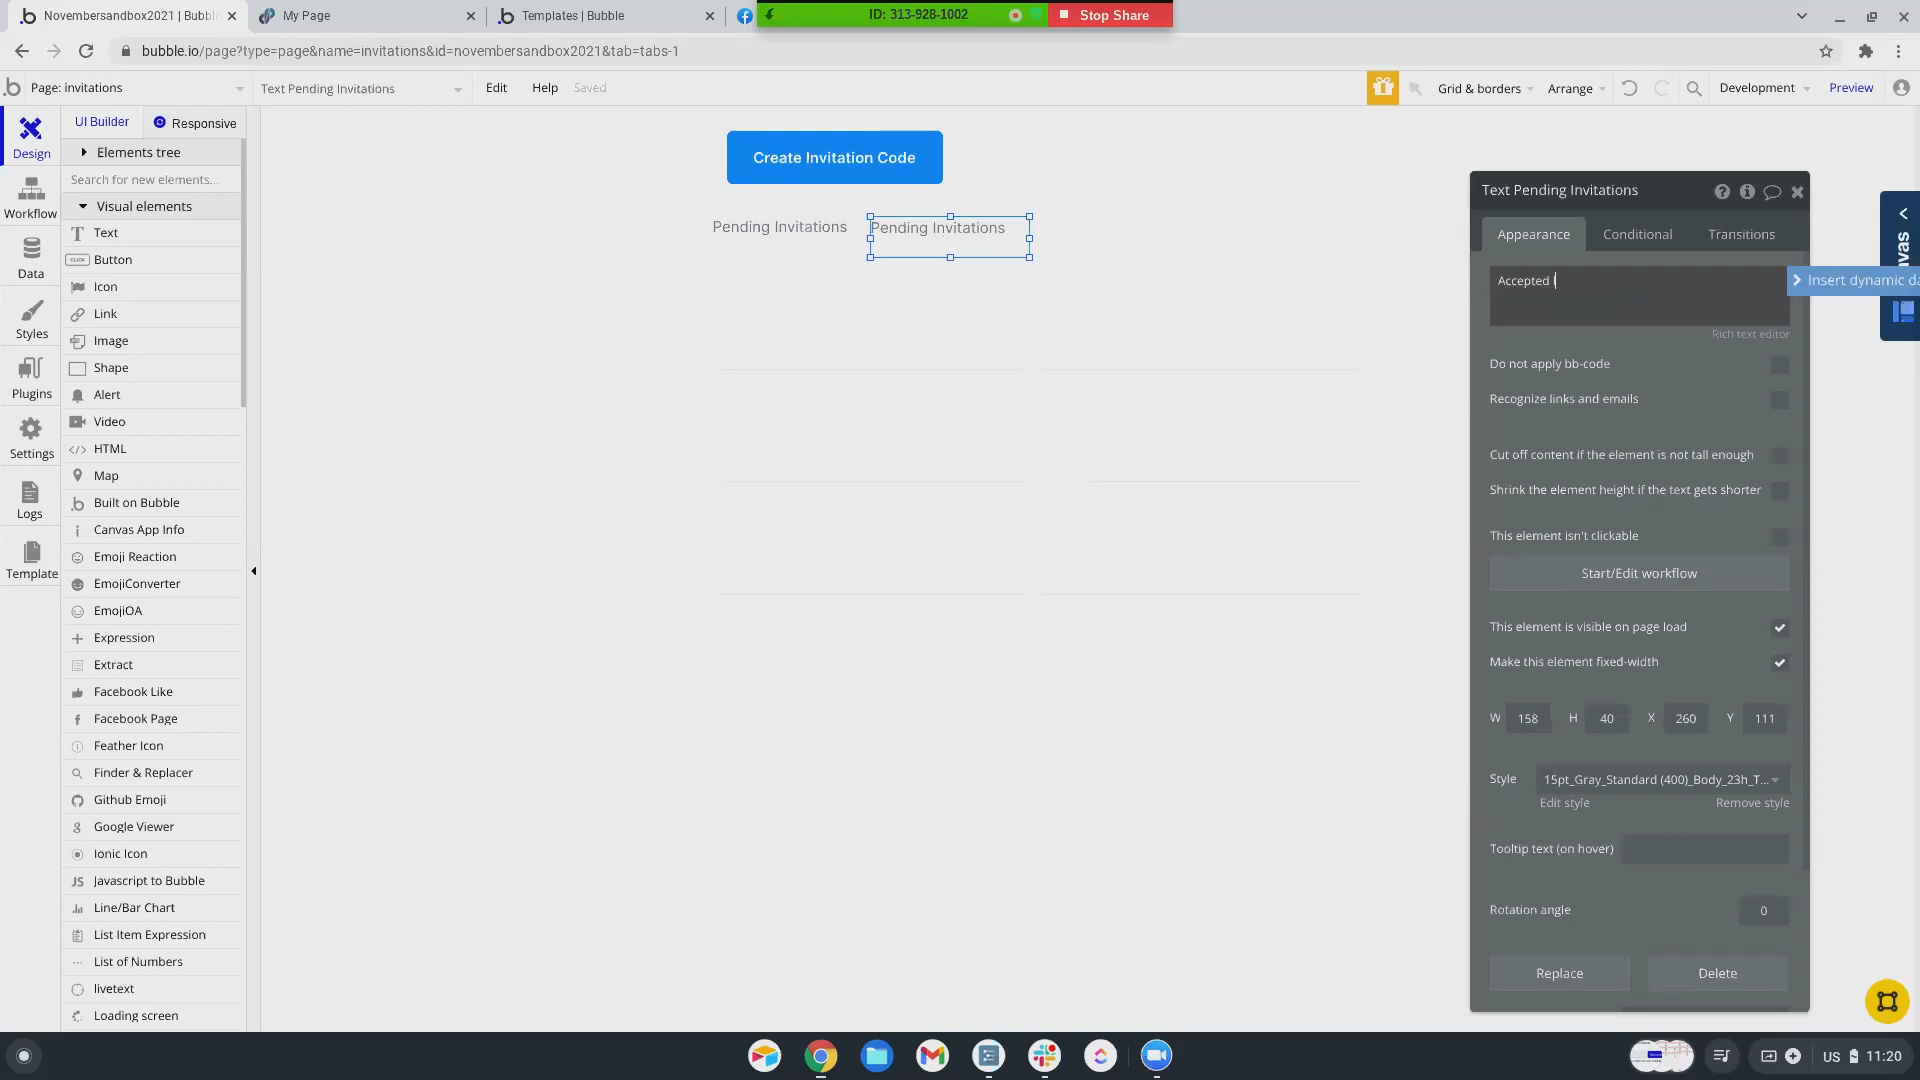 Novembersandbox2021 | Bubbl
My Page
Templates | Bubble
ID: 313-928-1002
Stop Share
bubble.io/page?type=page&name=invitations&id=novembersandbox2021&tab=tabs-1
Page: invitations
Text Pending Invitations
Edit
Help
Saved
Grid & borders
Arrange
Development
Preview
Design
Workflow
Data
Styles
Plugins
Settings
Logs
Template
UI Builder
Responsive
Elements tree
Search for new elements...
Visual elements
Text
CLICK Button
Icon
Link
Image
Shape
Alert
Video
HTML
Map
Built on Bubble
Canvas App Info
Emoji Reaction
EmojiConverter
EmojiOA
Expression
Extract
Facebook Like
Facebook Page
Feather Icon
Finder & Replacer
Github Emoji
Google Viewer
Ionic Icon
JS Javascript to Bubble
Line/Bar Chart
List Item Expression
List of Numbers
livetext
Loading screen
Create Invitation Code
Pending Invitations
Pending Invitations
Text Pending Invitations
Appearance
Conditional
Transitions
Accepted I
Insert dynamic da
Rich text editor
Do not apply bb-code
Recognize links and emails
Cut off content if the element is not tall enough
Shrink the element height if the text gets shorter
This element isn't clickable
Start/Edit workflow
This element is visible on page load
Make this element fixed-width
W 158 H 40 X 260 Y 111
Style 15pt_Gray_Standard (400)_Body_23h_T...
Edit style
Remove style
Tooltip text (on hover)
Rotation angle 0
Replace
Delete
vas
US 11:20